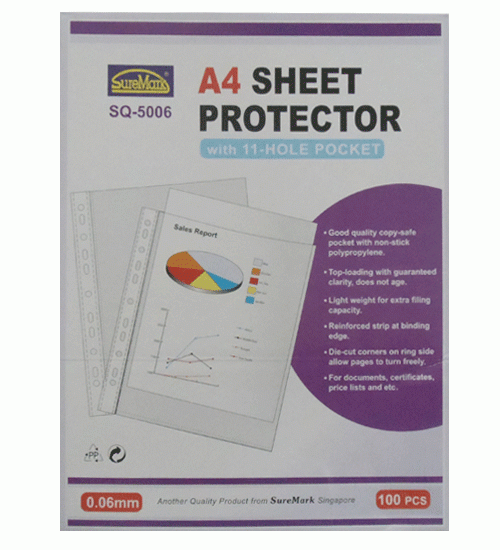 SureMark®
SQ-5006
A4 SHEET
PROTECTOR
with 11-HOLE POCKET
Sales Report
• Good quality copy-safe
pocket with non-stick
polypropylene.
• Top-loading with guaranteed
clarity, does not age.
• Light weight for extra filing
capacity.
• Reinforced strip at binding
edge.
• Die-cut corners on ring side
allow pages to turn freely.
• For documents, certificates,
price lists and etc.
PP
0.06mm
Another Quality Product from SureMark Singapore
100 PCS